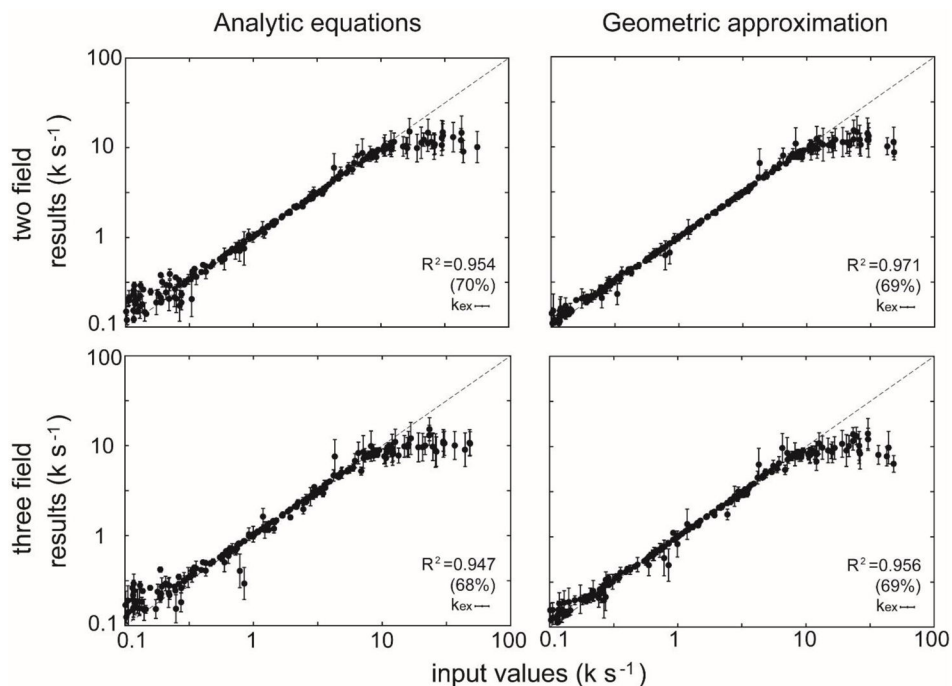 Analytic equations
Geometric approximation
two field
results (k s⁻¹)
100
10
1
0.1
R²=0.954
(70%)
kex
R²=0.971
(69%)
kex
three field
results (k s⁻¹)
100
10
1
0.1
R²=0.947
(68%)
kex
0.1
1
10
100
R²=0.956
(69%)
kex
0.1
1
10
100
input values (k s⁻¹)